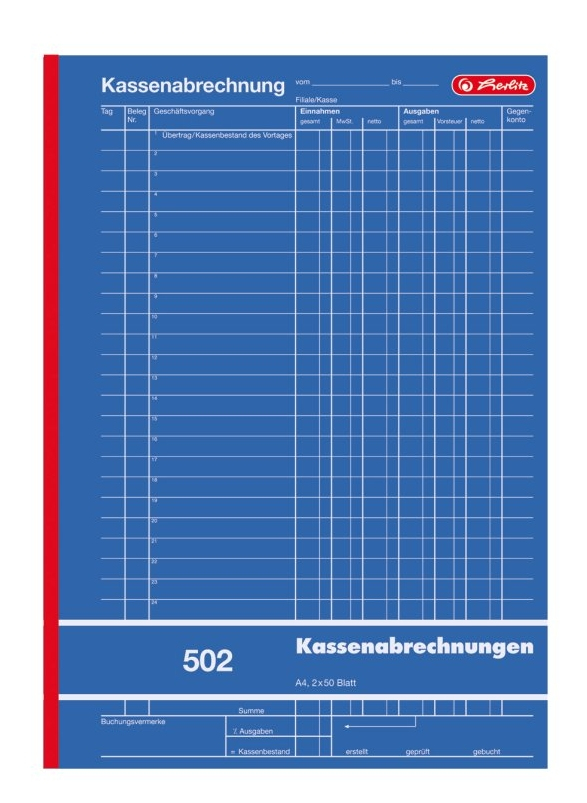 Kassenabrechnung vom bis Herlitz
Filiale/Kasse
Tag Beleg Geschäftsvorgang Einnahmen Ausgaben Gegen-
Nr. gesamt MwSt. netto gesamt Vorsteuer netto konto
1 Übertrag/Kassenbestand des Vortages
2
3
4
5
6
7
8
9
10
11
12
13
14
15
16
17
18
19
20
21
22
23
24
502 Kassenabrechnungen
A4, 2x50 Blatt
Summe
Buchungsvermerke
⁒ Ausgaben
= Kassenbestand erstellt geprüft gebucht